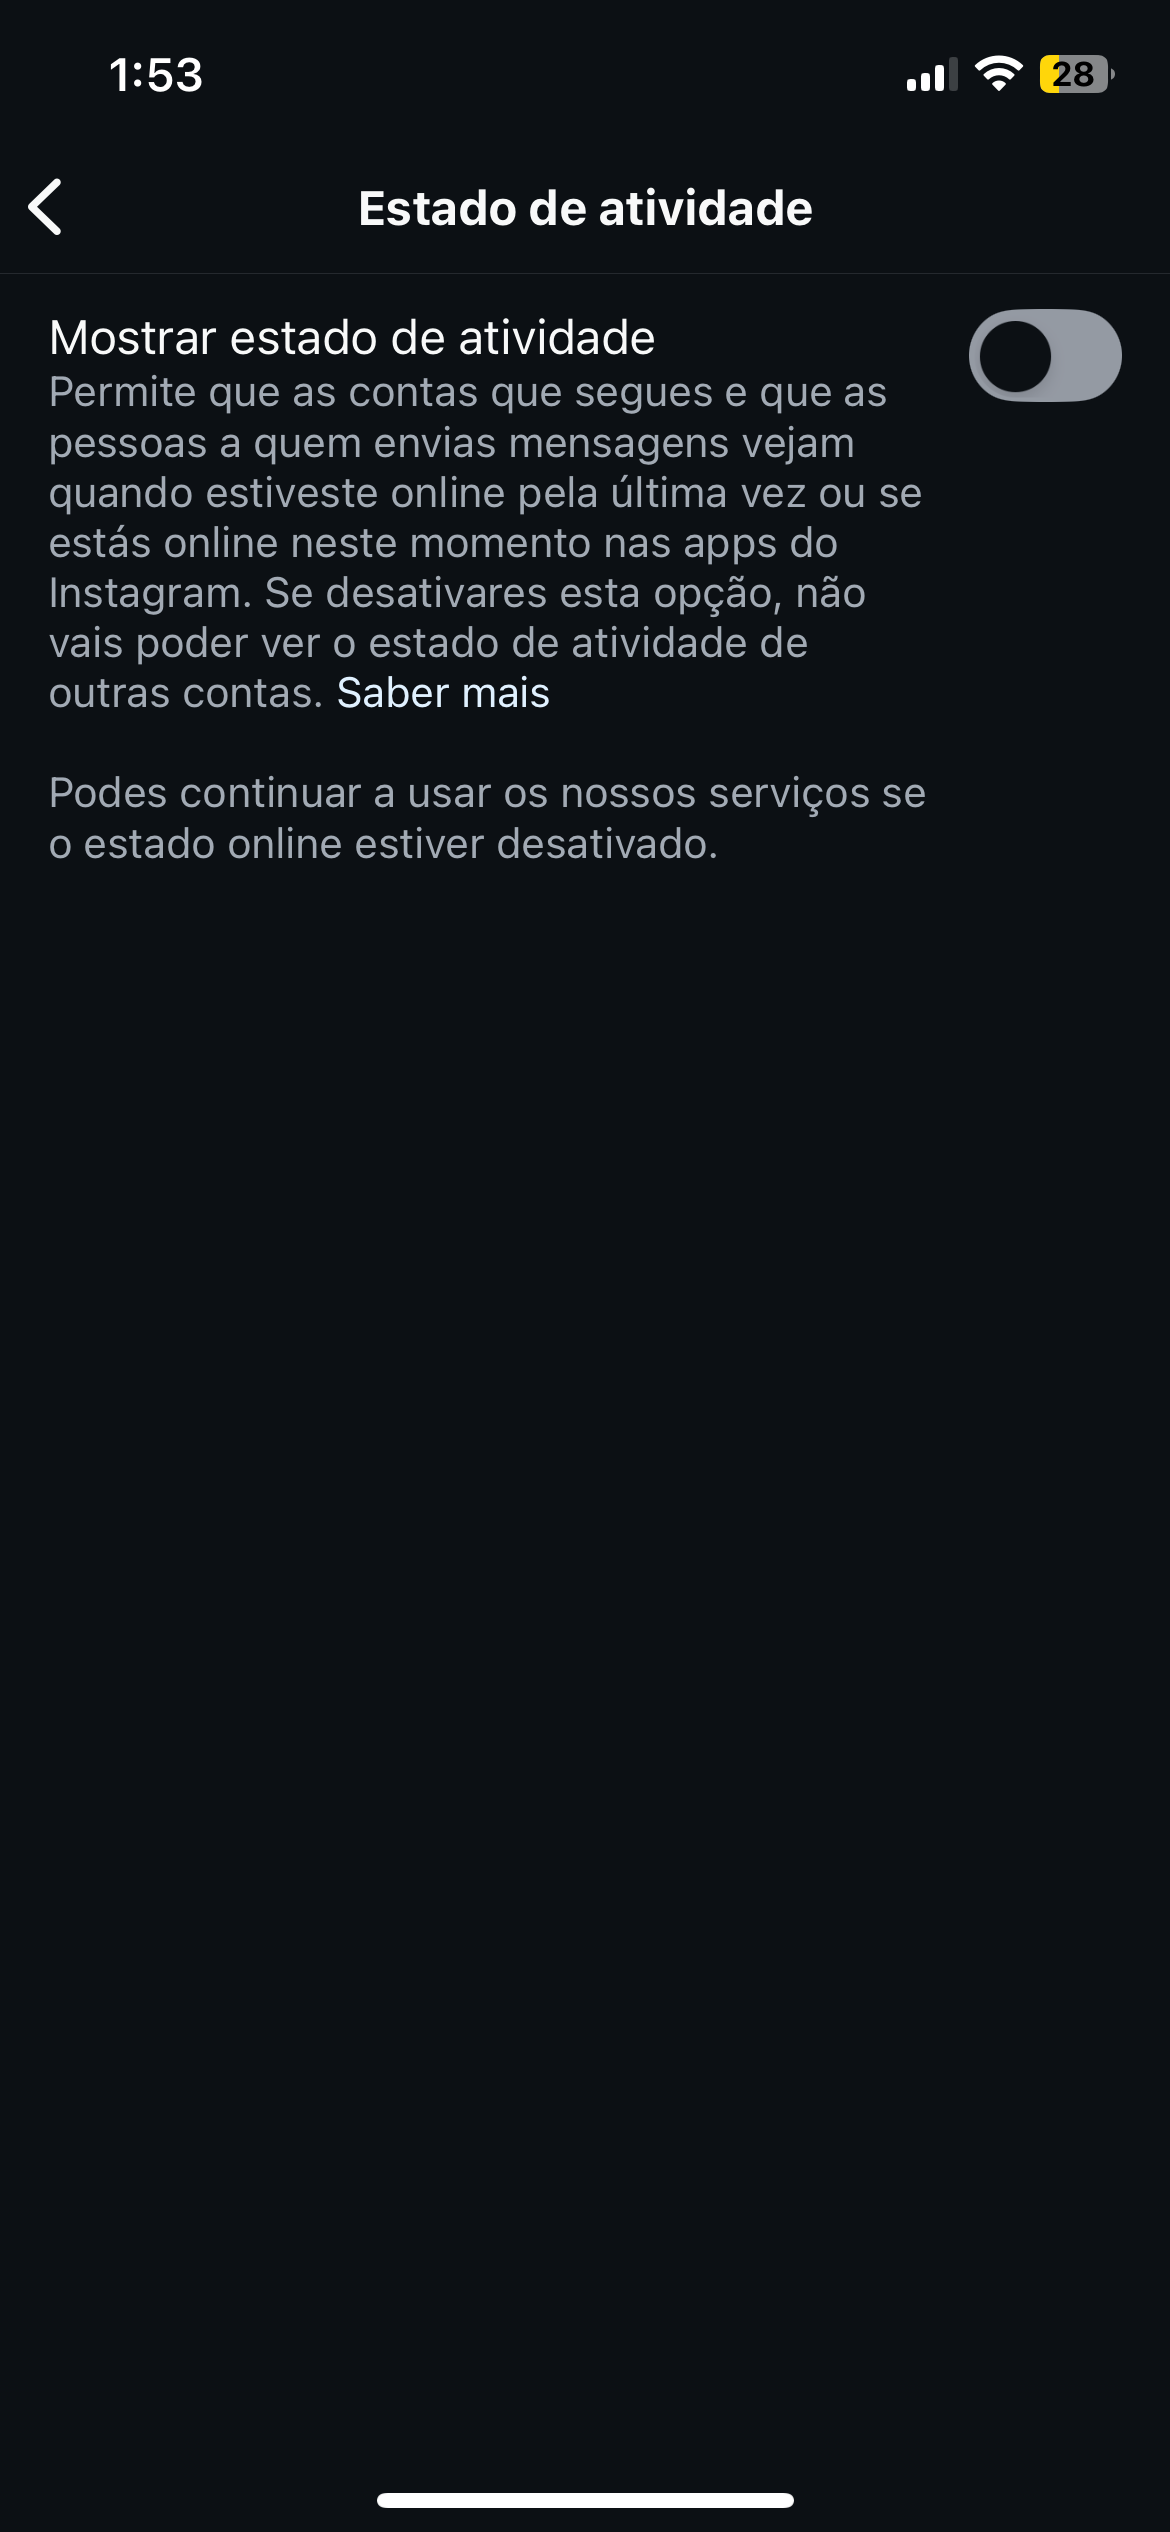 1:53
28
Estado de atividade
Mostrar estado de atividade
Permite que as contas que segues e que as
pessoas a quem envias mensagens vejam
quando estiveste online pela última vez ou se
estás online neste momento nas apps do
Instagram. Se desativares esta opção, não
vais poder ver o estado de atividade de
outras contas. Saber mais
Podes continuar a usar os nossos serviços se
o estado online estiver desativado.